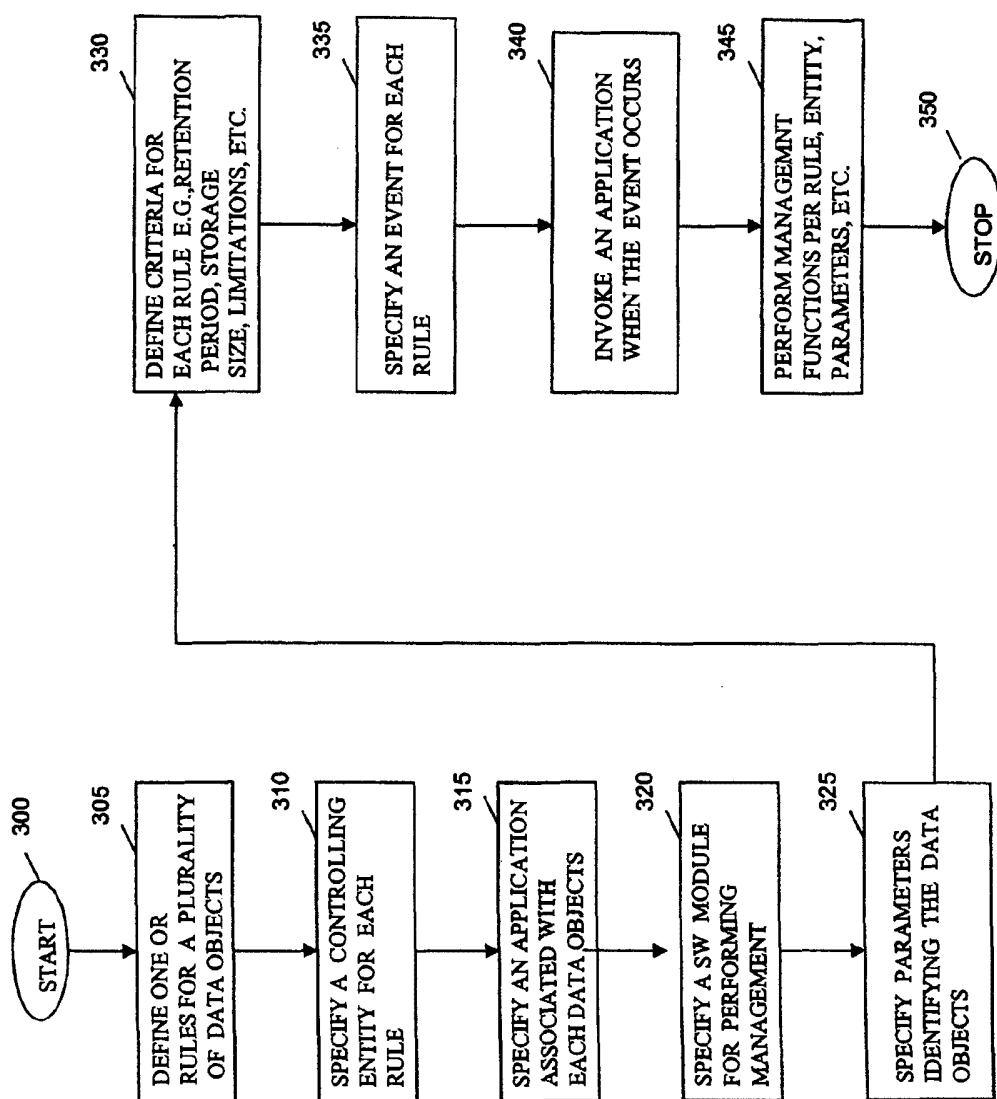 300
START
305
DEFINE ONE OR
RULES FOR A PLURALITY
OF DATA OBJECTS
310
SPECIFY A CONTROLLING
ENTITY FOR EACH
RULE
315
SPECIFY AN APPLICATION
ASSOCIATED WITH
EACH DATA OBJECTS
320
SPECIFY A SW MODULE
FOR PERFORMING
MANAGEMENT
325
SPECIFY PARAMETERS
IDENTIFYING THE DATA
OBJECTS
330
DEFINE CRITERIA FOR
EACH RULE E.G.,RETENTION
PERIOD, STORAGE
SIZE, LIMITATIONS, ETC.
335
SPECIFY AN EVENT FOR EACH
RULE
340
INVOKE AN APPLICATION
WHEN THE EVENT OCCURS
345
PERFORM MANAGEMNT
FUNCTIONS PER RULE, ENTITY,
PARAMETERS, ETC.
350
STOP